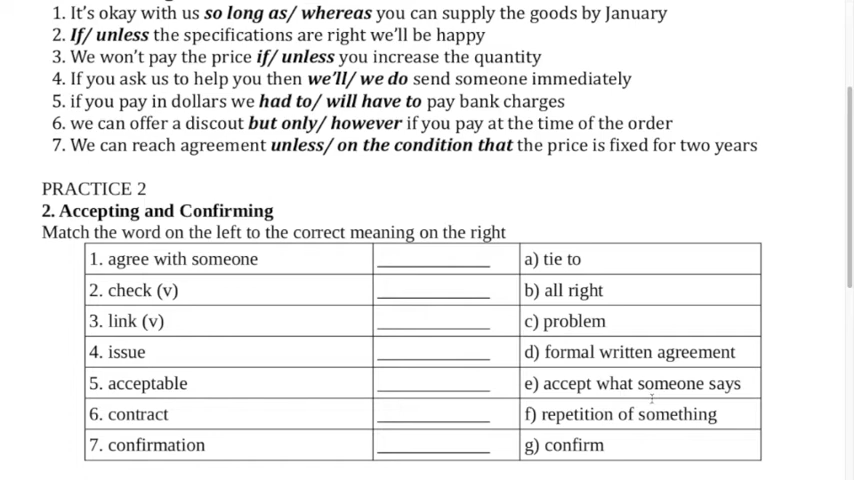 1. It's okay with us so long as/ whereas you can supply the goods by January
2. If/ unless the specifications are right we'll be happy
3. We won't pay the price if/ unless you increase the quantity
4. If you ask us to help you then we'll/ we do send someone immediately
5. if you pay in dollars we had to/ will have to pay bank charges
6. we can offer a discout but only/ however if you pay at the time of the order
7. We can reach agreement unless/ on the condition that the price is fixed for two years
PRACTICE 2
2. Accepting and Confirming
Match the word on the left to the correct meaning on the right
1. agree with someone ____________ a) tie to
2. check (v) ____________ b) all right
3. link (v) ____________ c) problem
4. issue ____________ d) formal written agreement
5. acceptable ____________ e) accept what someone says
6. contract ____________ f) repetition of something
7. confirmation ____________ g) confirm